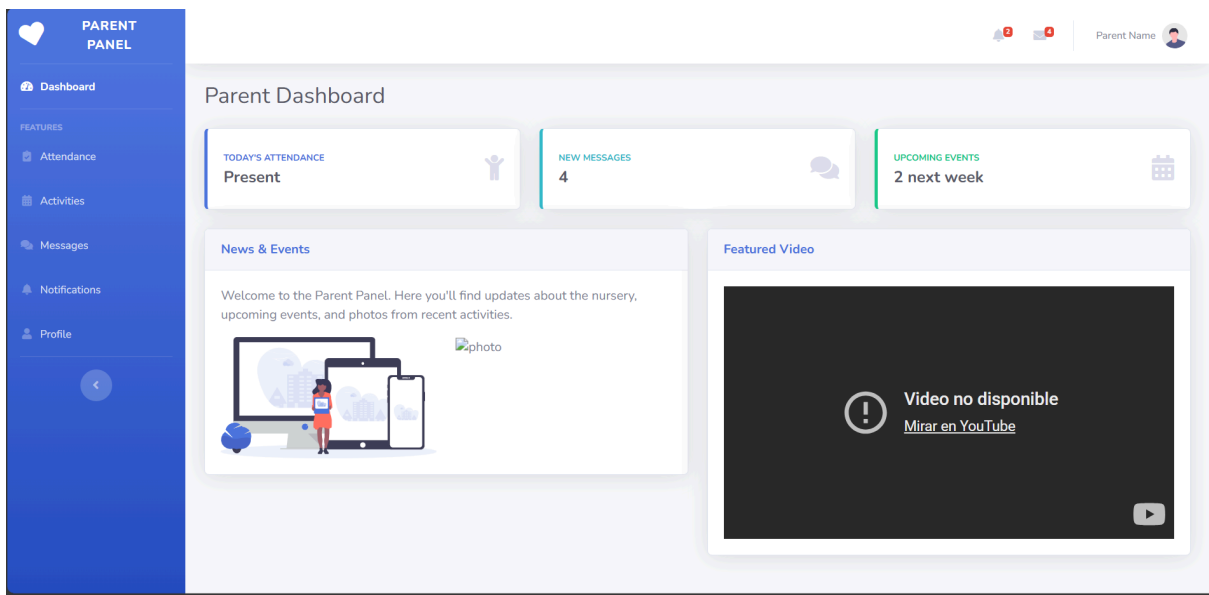 PARENT
PANEL
2
4
Parent Name
Dashboard
FEATURES
Attendance
Activities
Messages
Notifications
Profile
Parent Dashboard
TODAY'S ATTENDANCE
Present
NEW MESSAGES
4
UPCOMING EVENTS
2 next week
News & Events
Welcome to the Parent Panel. Here you'll find updates about the nursery,
upcoming events, and photos from recent activities.
photo
Featured Video
Video no disponible
Mirar en YouTube